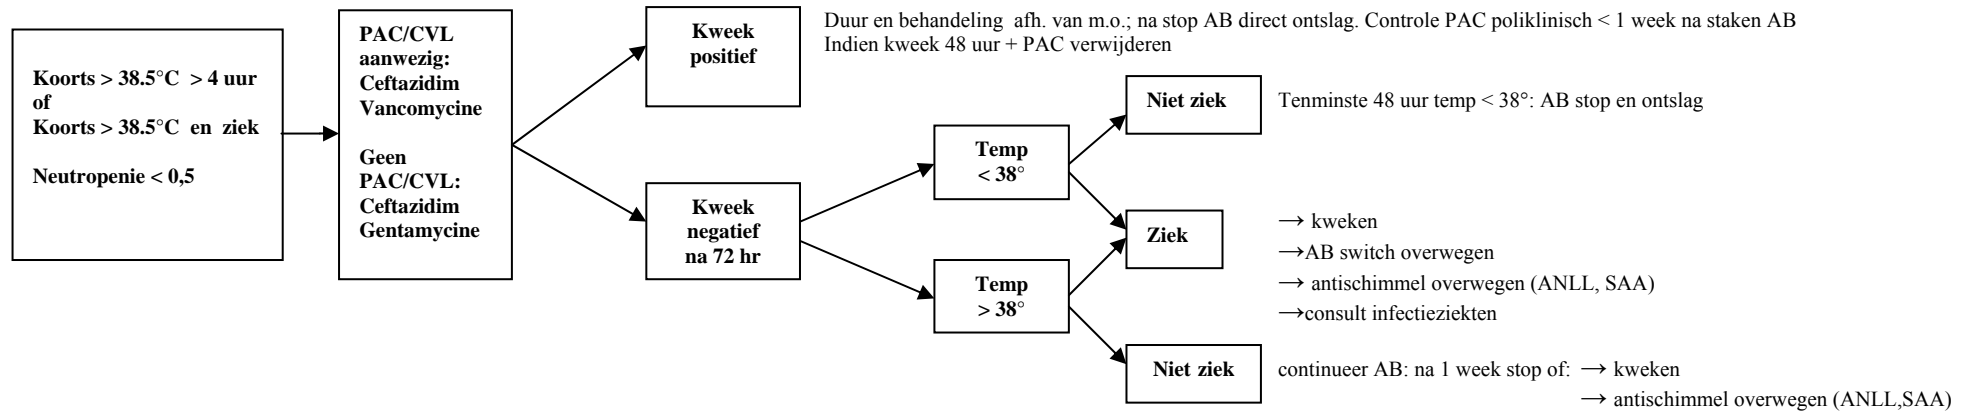 Koorts > 38.5°C > 4 uur
of
Koorts > 38.5°C en ziek
Neutropenie < 0,5
PAC/CVL
aanwezig:
Ceftazidim
Vancomycine
Geen
PAC/CVL:
Ceftazidim
Gentamycine
Kweek
positief
Duur en behandeling afh. van m.o.; na stop AB direct ontslag. Controle PAC poliklinisch < 1 week na staken AB
Indien kweek 48 uur + PAC verwijderen
Kweek
negatief
na 72 hr
Temp
< 38°
Temp
> 38°
Niet ziek
Tenminste 48 uur temp < 38°: AB stop en ontslag
Ziek
→ kweken
→AB switch overwegen
→ antischimmel overwegen (ANLL, SAA)
→consult infectieziekten
Niet ziek
continueer AB: na 1 week stop of: → kweken
→ antischimmel overwegen (ANLL,SAA)